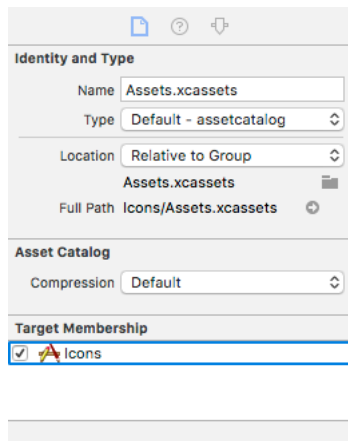 Identity and Type
Name Assets.xcassets
Type Default - assetcatalog
Location Relative to Group
Assets.xcassets
Full Path Icons/Assets.xcassets
Asset Catalog
Compression Default
Target Membership
Icons